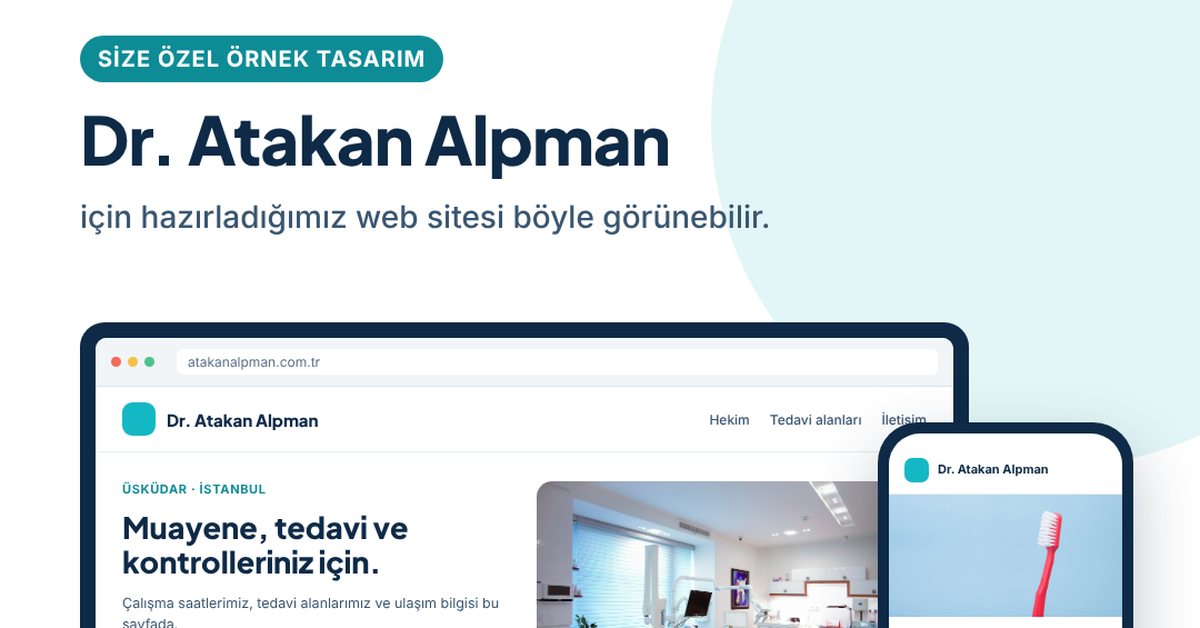 SİZE ÖZEL ÖRNEK TASARIM
Dr. Atakan Alpman
için hazırladığımız web sitesi böyle görünebilir.
atakanalpman.com.tr
Dr. Atakan Alpman
Hekim Tedavi alanları İletişim
Dr. Atakan Alpman
ÜSKÜDAR · İSTANBUL
Muayene, tedavi ve
kontrolleriniz için.
Çalışma saatlerimiz, tedavi alanlarımız ve ulaşım bilgisi bu
sayfada.